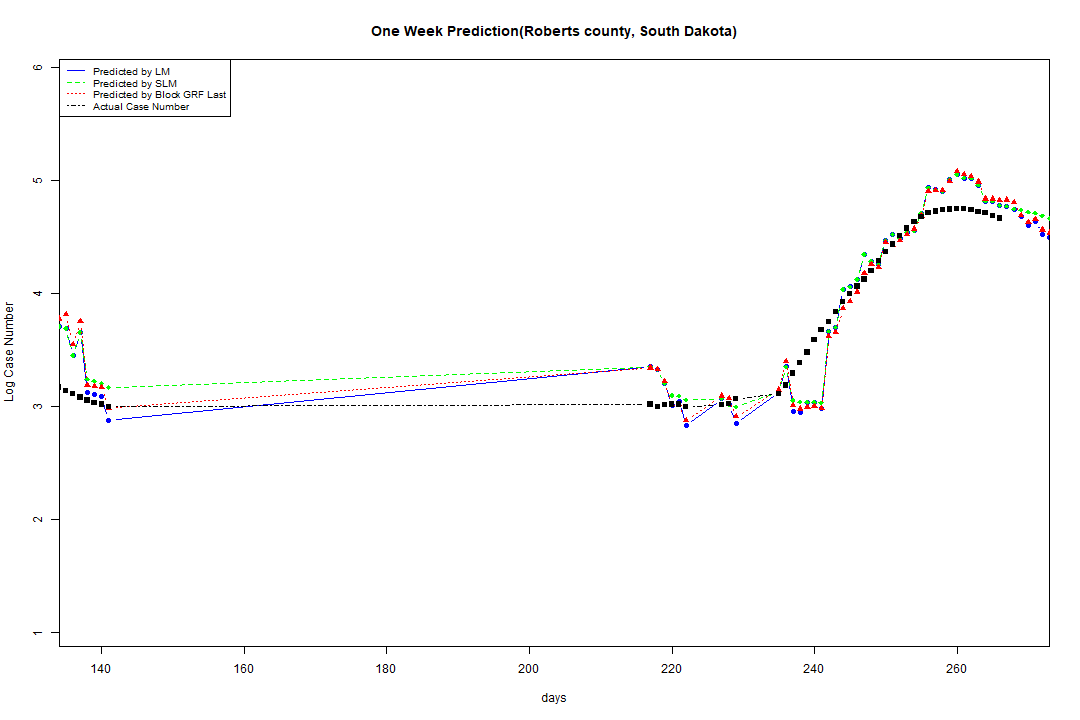 One Week Prediction(Roberts county, South Dakota)
Predicted by LM
Predicted by SLM
Predicted by Block GRF Last
Actual Case Number
6
5
4
3
2
1
Log Case Number
140 160 180 200 220 240 260
days